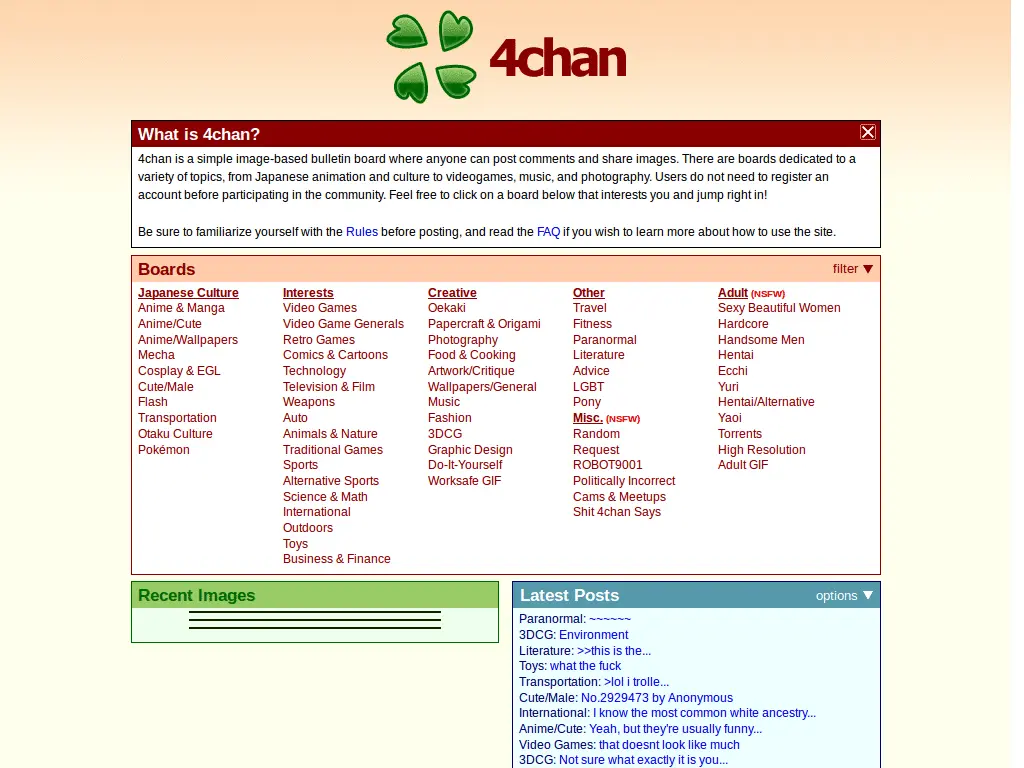 4chan
What is 4chan?
4chan is a simple image-based bulletin board where anyone can post comments and share images. There are boards dedicated to a
variety of topics, from Japanese animation and culture to videogames, music, and photography. Users do not need to register an
account before participating in the community. Feel free to click on a board below that interests you and jump right in!
Be sure to familiarize yourself with the Rules before posting, and read the FAQ if you wish to learn more about how to use the site.
Boards
filter ▼
Japanese Culture
Anime & Manga
Anime/Cute
Anime/Wallpapers
Mecha
Cosplay & EGL
Cute/Male
Flash
Transportation
Otaku Culture
Pokémon
Interests
Video Games
Video Game Generals
Retro Games
Comics & Cartoons
Technology
Television & Film
Weapons
Auto
Animals & Nature
Traditional Games
Sports
Alternative Sports
Science & Math
International
Outdoors
Toys
Business & Finance
Creative
Oekaki
Papercraft & Origami
Photography
Food & Cooking
Artwork/Critique
Wallpapers/General
Music
Fashion
3DCG
Graphic Design
Do-It-Yourself
Worksafe GIF
Other
Travel
Fitness
Paranormal
Literature
Advice
LGBT
Pony
Misc. (NSFW)
Random
Request
ROBOT9001
Politically Incorrect
Cams & Meetups
Shit 4chan Says
Adult (NSFW)
Sexy Beautiful Women
Hardcore
Handsome Men
Hentai
Ecchi
Yuri
Hentai/Alternative
Yaoi
Torrents
High Resolution
Adult GIF
Recent Images
Latest Posts
options ▼
Paranormal: ~~~~~~
3DCG: Environment
Literature: >>this is the...
Toys: what the fuck
Transportation: >lol i trolle...
Cute/Male: No.2929473 by Anonymous
International: I know the most common white ancestry...
Anime/Cute: Yeah, but they're usually funny...
Video Games: that doesnt look like much
3DCG: Not sure what exactly it is you...